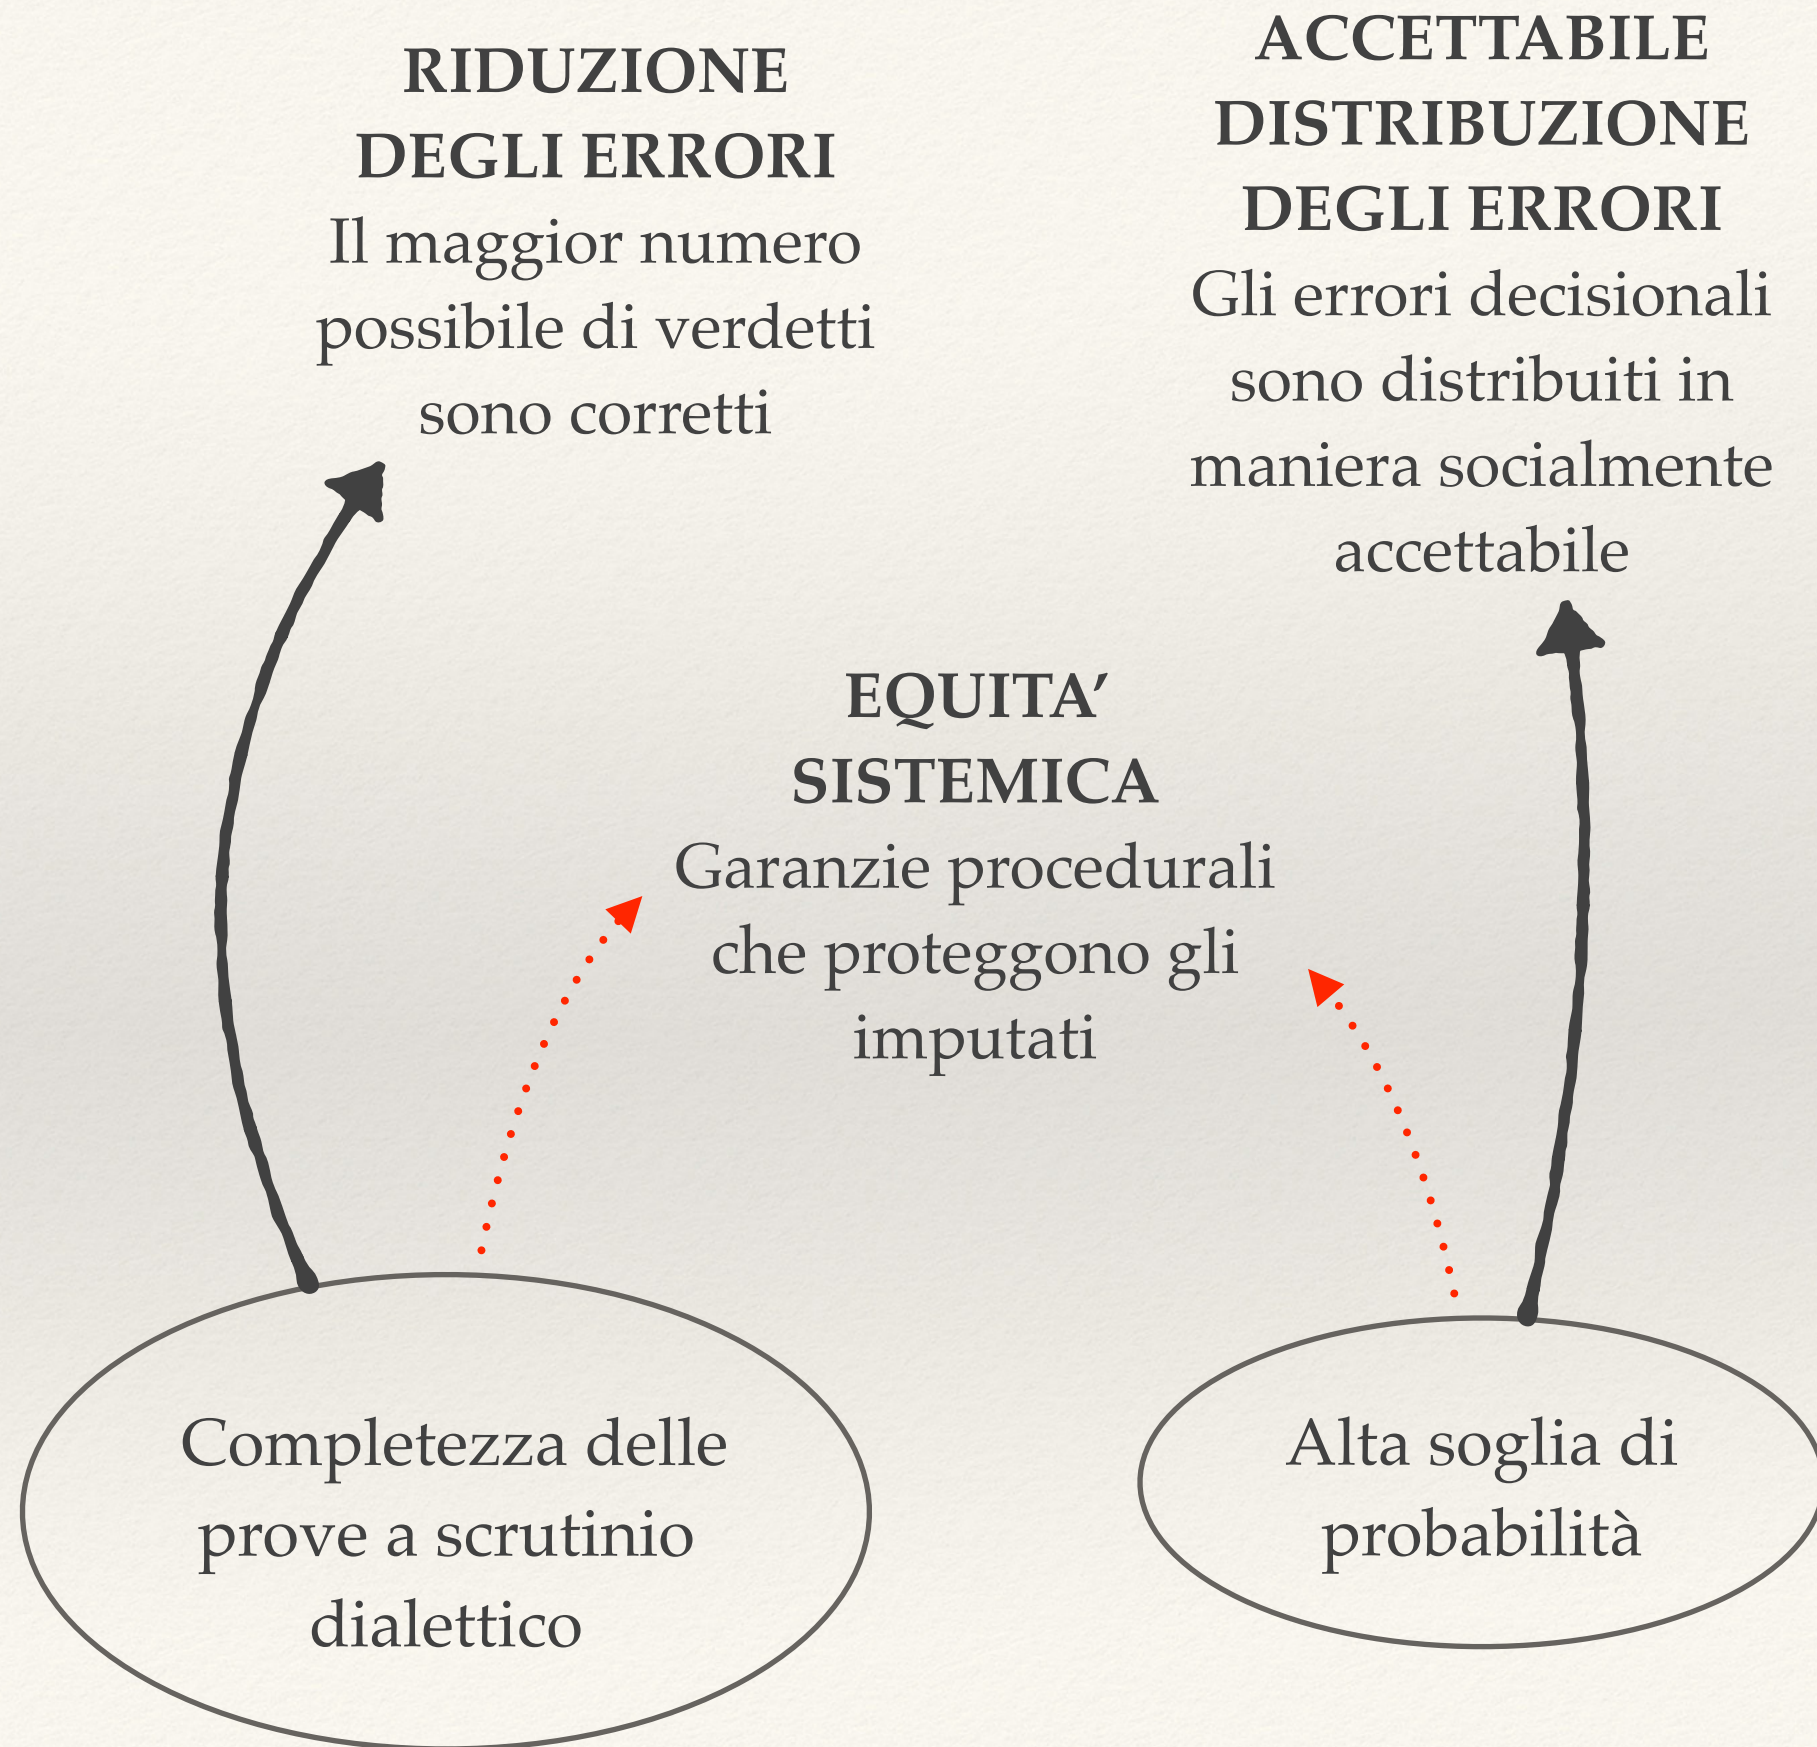 RIDUZIONE
DEGLI ERRORI
Il maggior numero
possibile di verdetti
sono corretti
ACCETTABILE
DISTRIBUZIONE
DEGLI ERRORI
Gli errori decisionali
sono distribuiti in
maniera socialmente
accettabile
EQUITA’
SISTEMICA
Garanzie procedurali
che proteggono gli
imputati
Completezza delle
prove a scrutinio
dialettico
Alta soglia di
probabilità